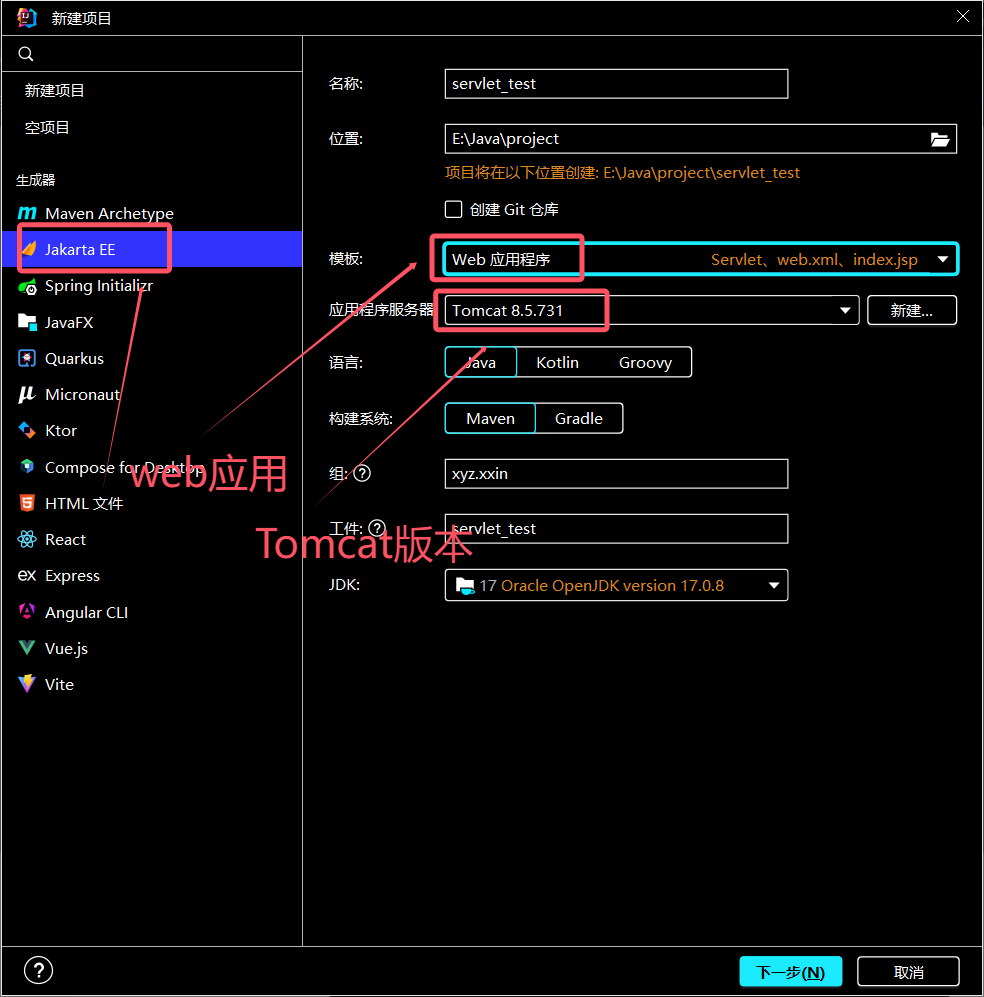 新建项目
新建项目
空项目
生成器
Maven Archetype
Jakarta EE
Spring Initializr
JavaFX
Quarkus
Micronaut
Ktor
Compose for Desktop
HTML 文件
React
Express
Angular CLI
Vue.js
Vite
名称:
servlet_test
位置:
E:\Java\project
项目将在以下位置创建: E:\Java\project\servlet_test
创建 Git 仓库
模板:
Web 应用程序
Servlet、web.xml、index.jsp
应用程序服务器
Tomcat 8.5.731
新建...
语言:
Java
Kotlin
Groovy
构建系统:
Maven
Gradle
web应用
组:
xyz.xxin
Tomcat版本
工件:
servlet_test
JDK:
17 Oracle OpenJDK version 17.0.8
下一步(N)
取消